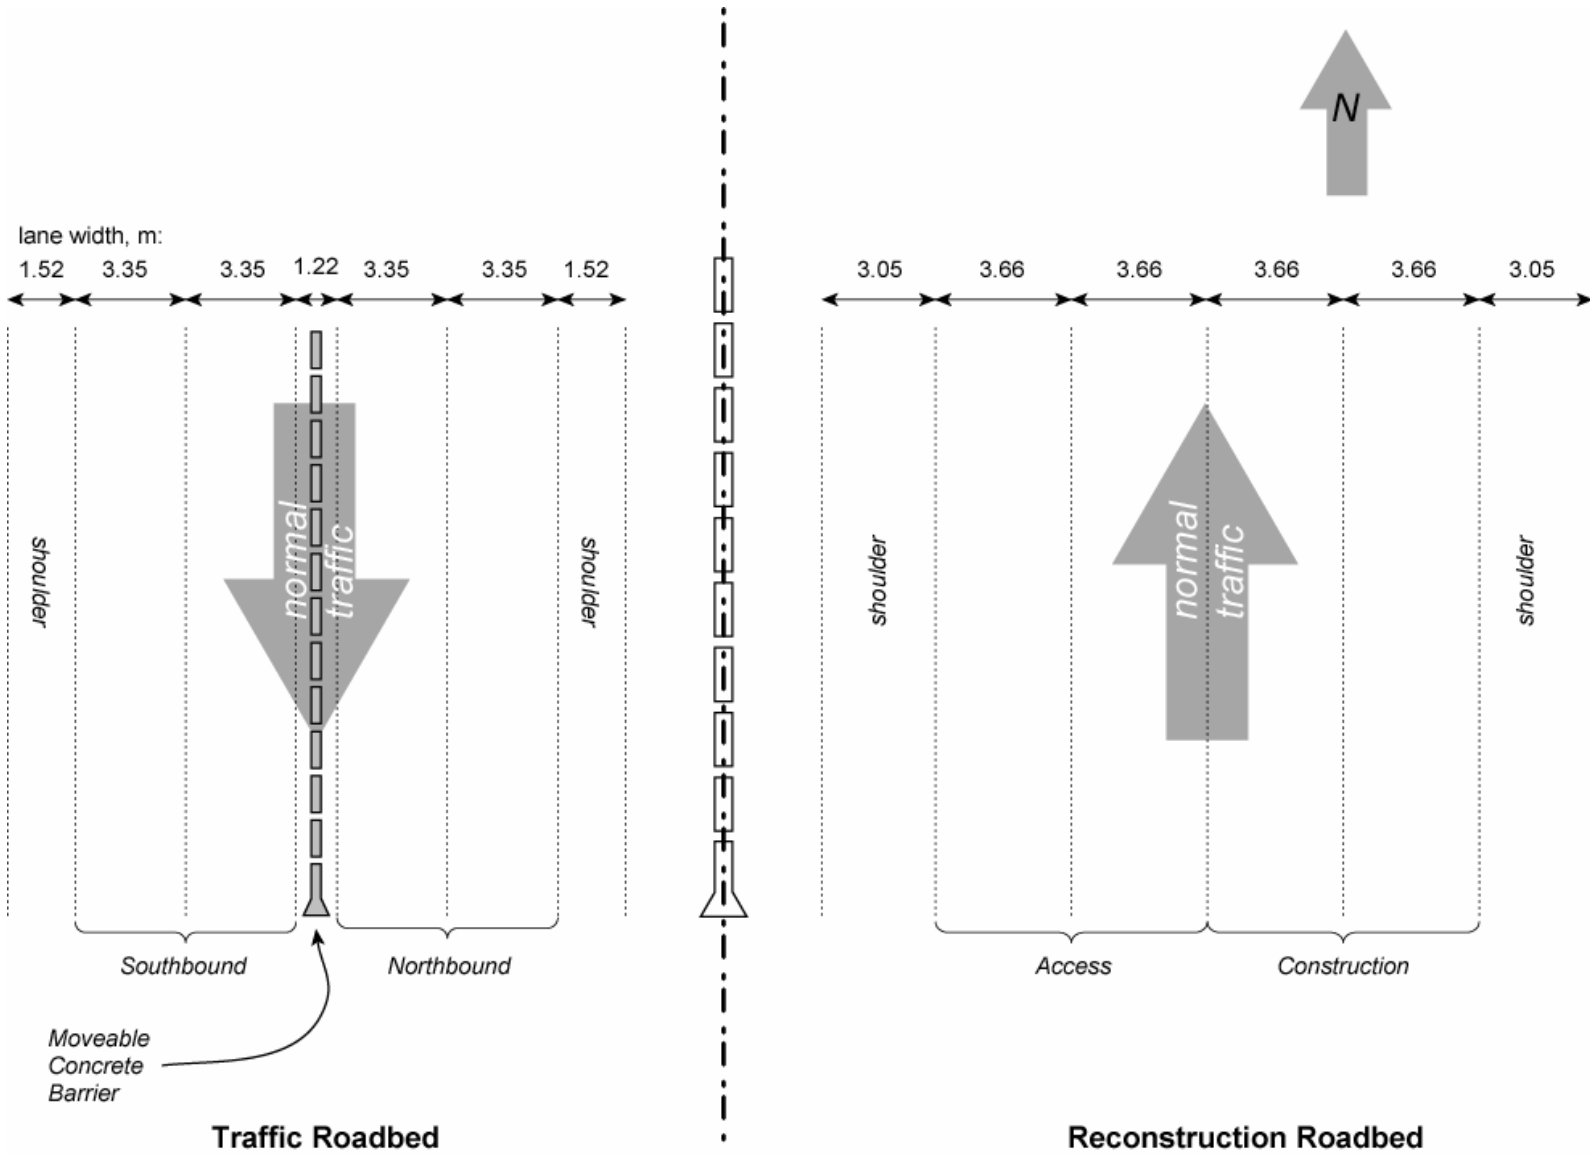 N
lane width, m:
1.52 3.35 3.35 1.22 3.35 3.35 1.52
3.05 3.66 3.66 3.66 3.66 3.05
shoulder
normal
traffic
shoulder
shoulder
normal
traffic
shoulder
Southbound
Northbound
Access
Construction
Moveable
Concrete
Barrier
Traffic Roadbed
Reconstruction Roadbed